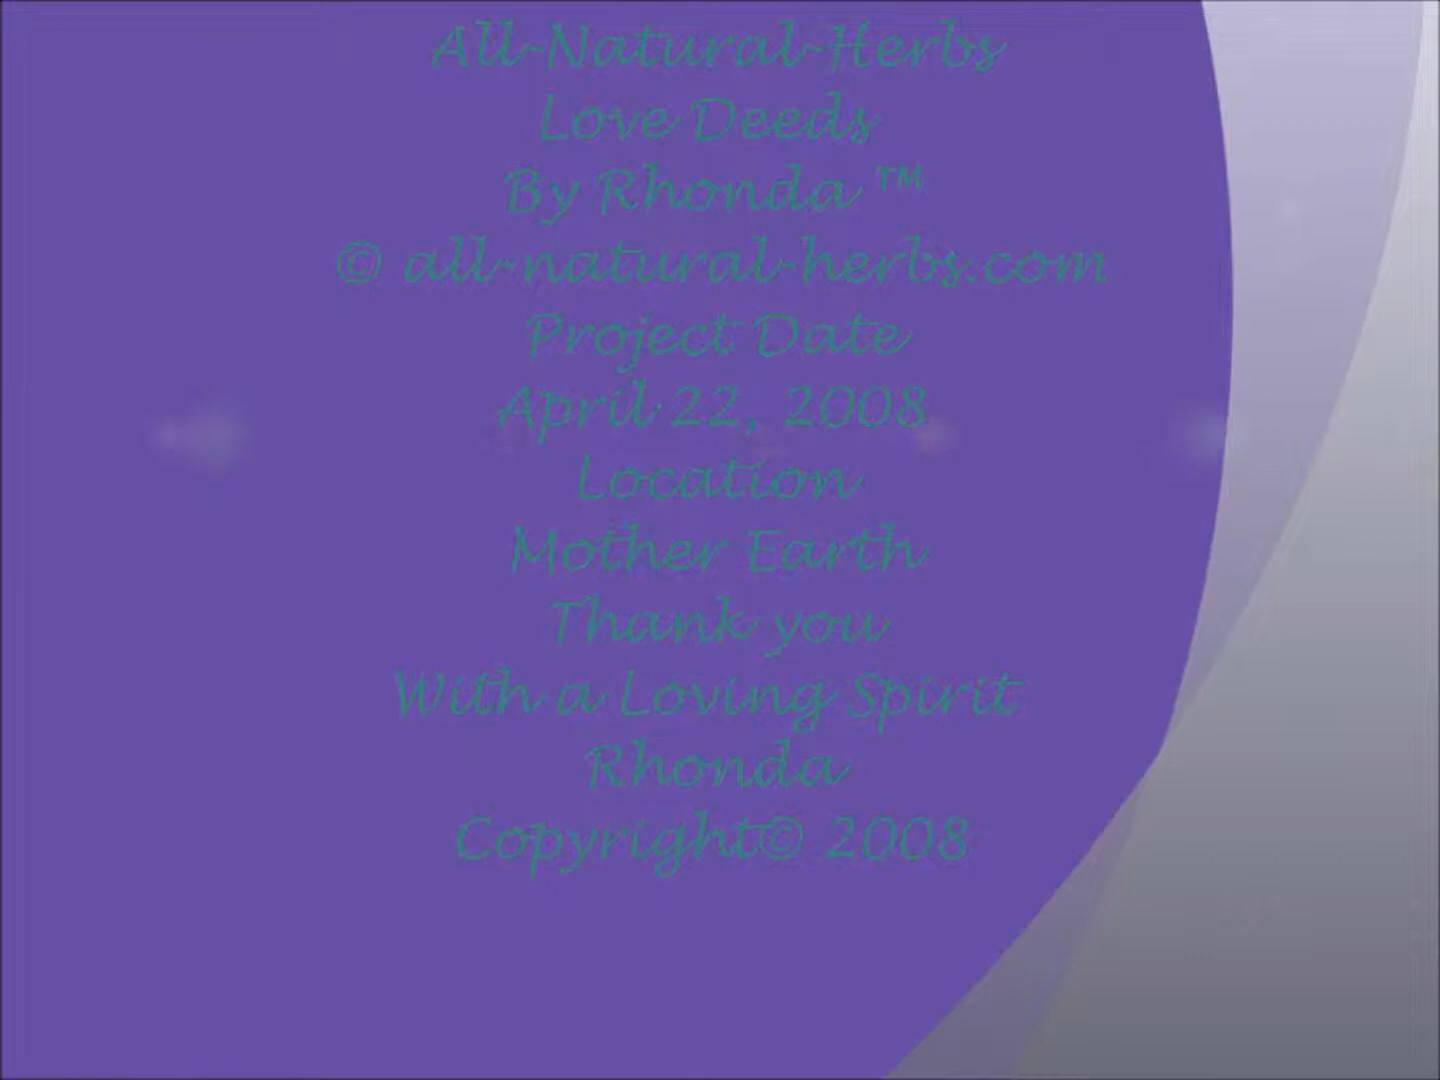 All-Natural-Herbs
Love Deeds
By Rhonda ™
© all-natural-herbs.com
Project Date
April 22, 2008
Location
Mother Earth
Thank you
With a Loving Spirit
Rhonda
Copyright© 2008